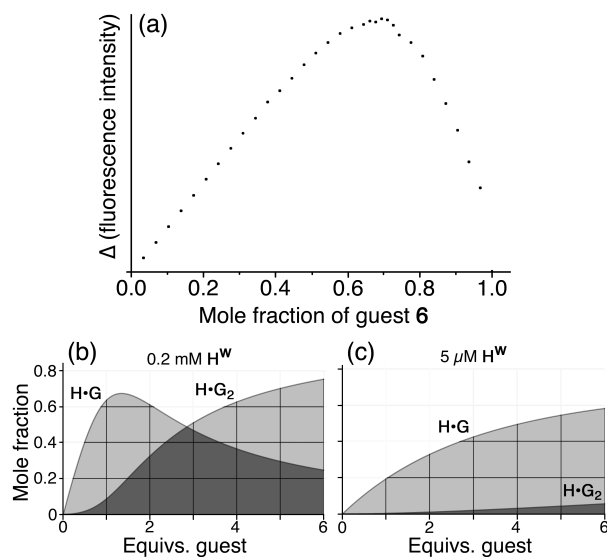 (a)
Δ (fluorescence intensity)
0.0 0.2 0.4 0.6 0.8 1.0
Mole fraction of guest 6
(b) 0.2 mM Hᵂ
Mole fraction
0.8
0.6
0.4
0.2
0
H•G
H•G₂
0 2 4 6
Equivs. guest
(c) 5 µM Hᵂ
H•G
H•G₂
0 2 4 6
Equivs. guest